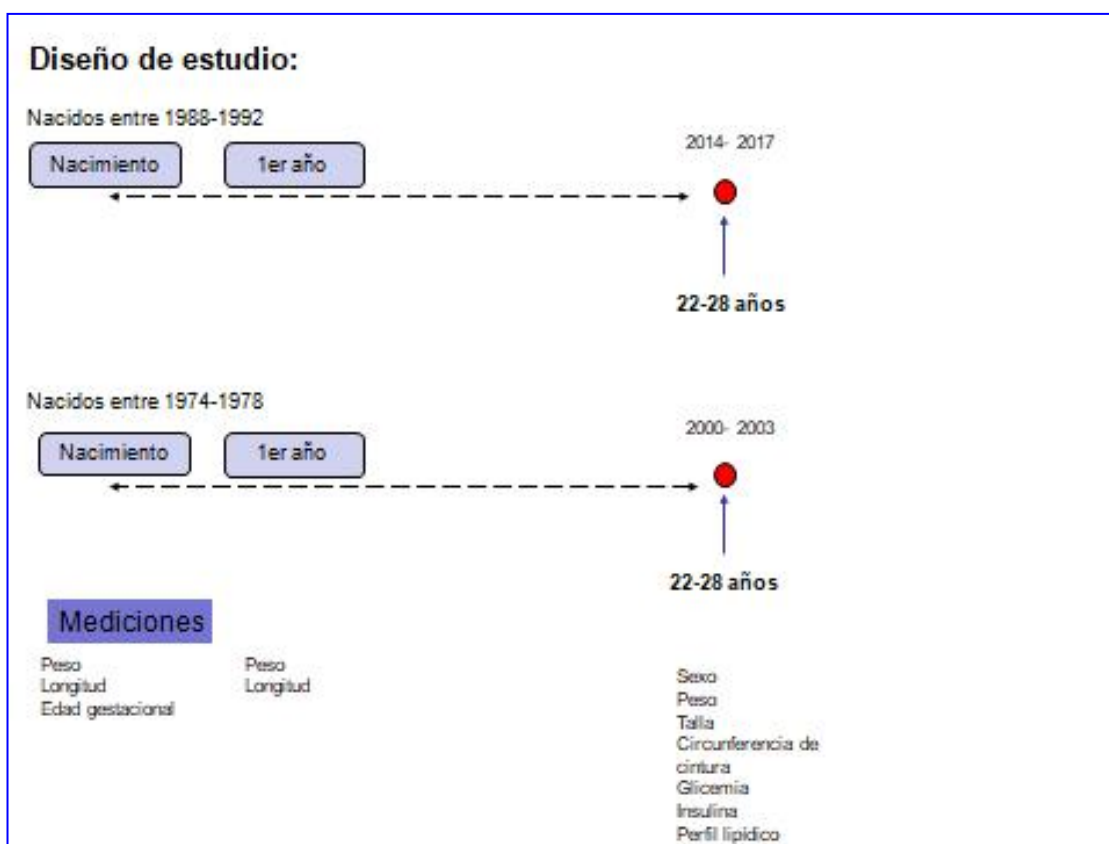 Diseño de estudio:
Nacidos entre 1988-1992
Nacimiento
1er año
2014- 2017
22-28 años
Nacidos entre 1974-1978
Nacimiento
1er año
2000- 2003
22-28 años
Mediciones
Peso
Longitud
Edad gestacional
Peso
Longitud
Sexo
Peso
Talla
Circunferencia de
cintura
Glicemia
Insulina
Perfil lipídico